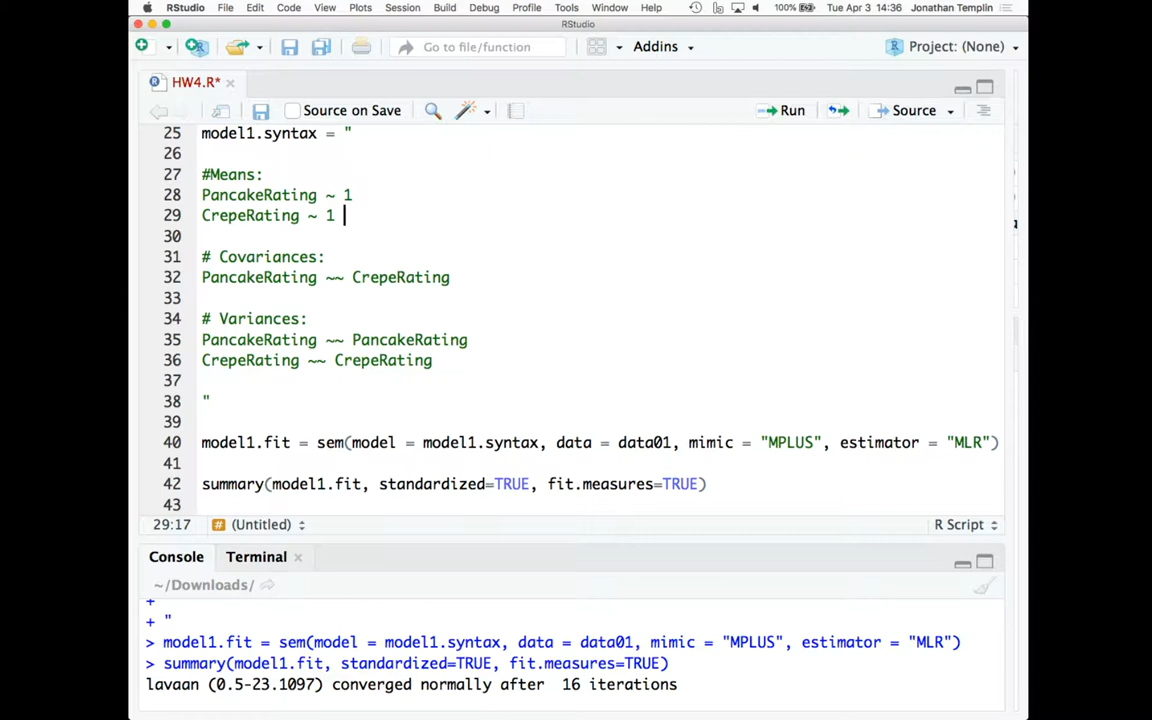 RStudio File Edit Code View Plots Session Build Debug Profile Tools Window Help 100% Tue Apr 3 14:36 Jonathan Templin
RStudio
Go to file/function Addins Project: (None)
HW4.R*
Source on Save Run Source
25 model1.syntax = "
26
27 #Means:
28 PancakeRating ~ 1
29 CrepeRating ~ 1
30
31 # Covariances:
32 PancakeRating ~~ CrepeRating
33
34 # Variances:
35 PancakeRating ~~ PancakeRating
36 CrepeRating ~~ CrepeRating
37
38 "
39
40 model1.fit = sem(model = model1.syntax, data = data01, mimic = "MPLUS", estimator = "MLR")
41
42 summary(model1.fit, standardized=TRUE, fit.measures=TRUE)
43
29:17 # (Untitled) R Script
Console Terminal
~/Downloads/
+
+ "
> model1.fit = sem(model = model1.syntax, data = data01, mimic = "MPLUS", estimator = "MLR")
> summary(model1.fit, standardized=TRUE, fit.measures=TRUE)
lavaan (0.5-23.1097) converged normally after 16 iterations